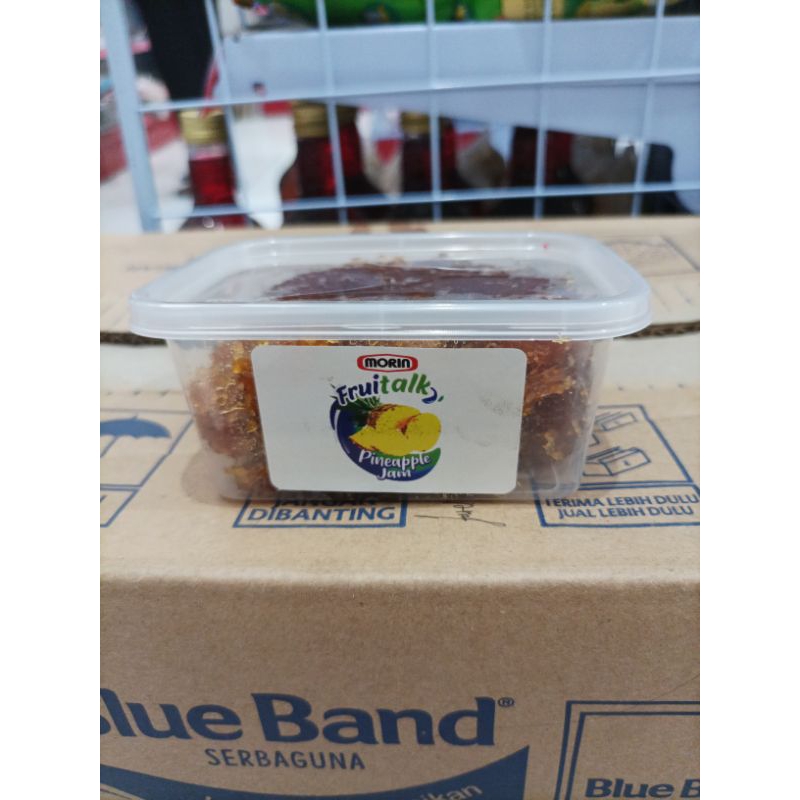 MORIN
Fruitalk
Pineapple
Jam
DIBANTING
TERIMA LEBIH DULU
JUAL LEBIH DULU
Blue Band®
SERBAGUNA
Blue B